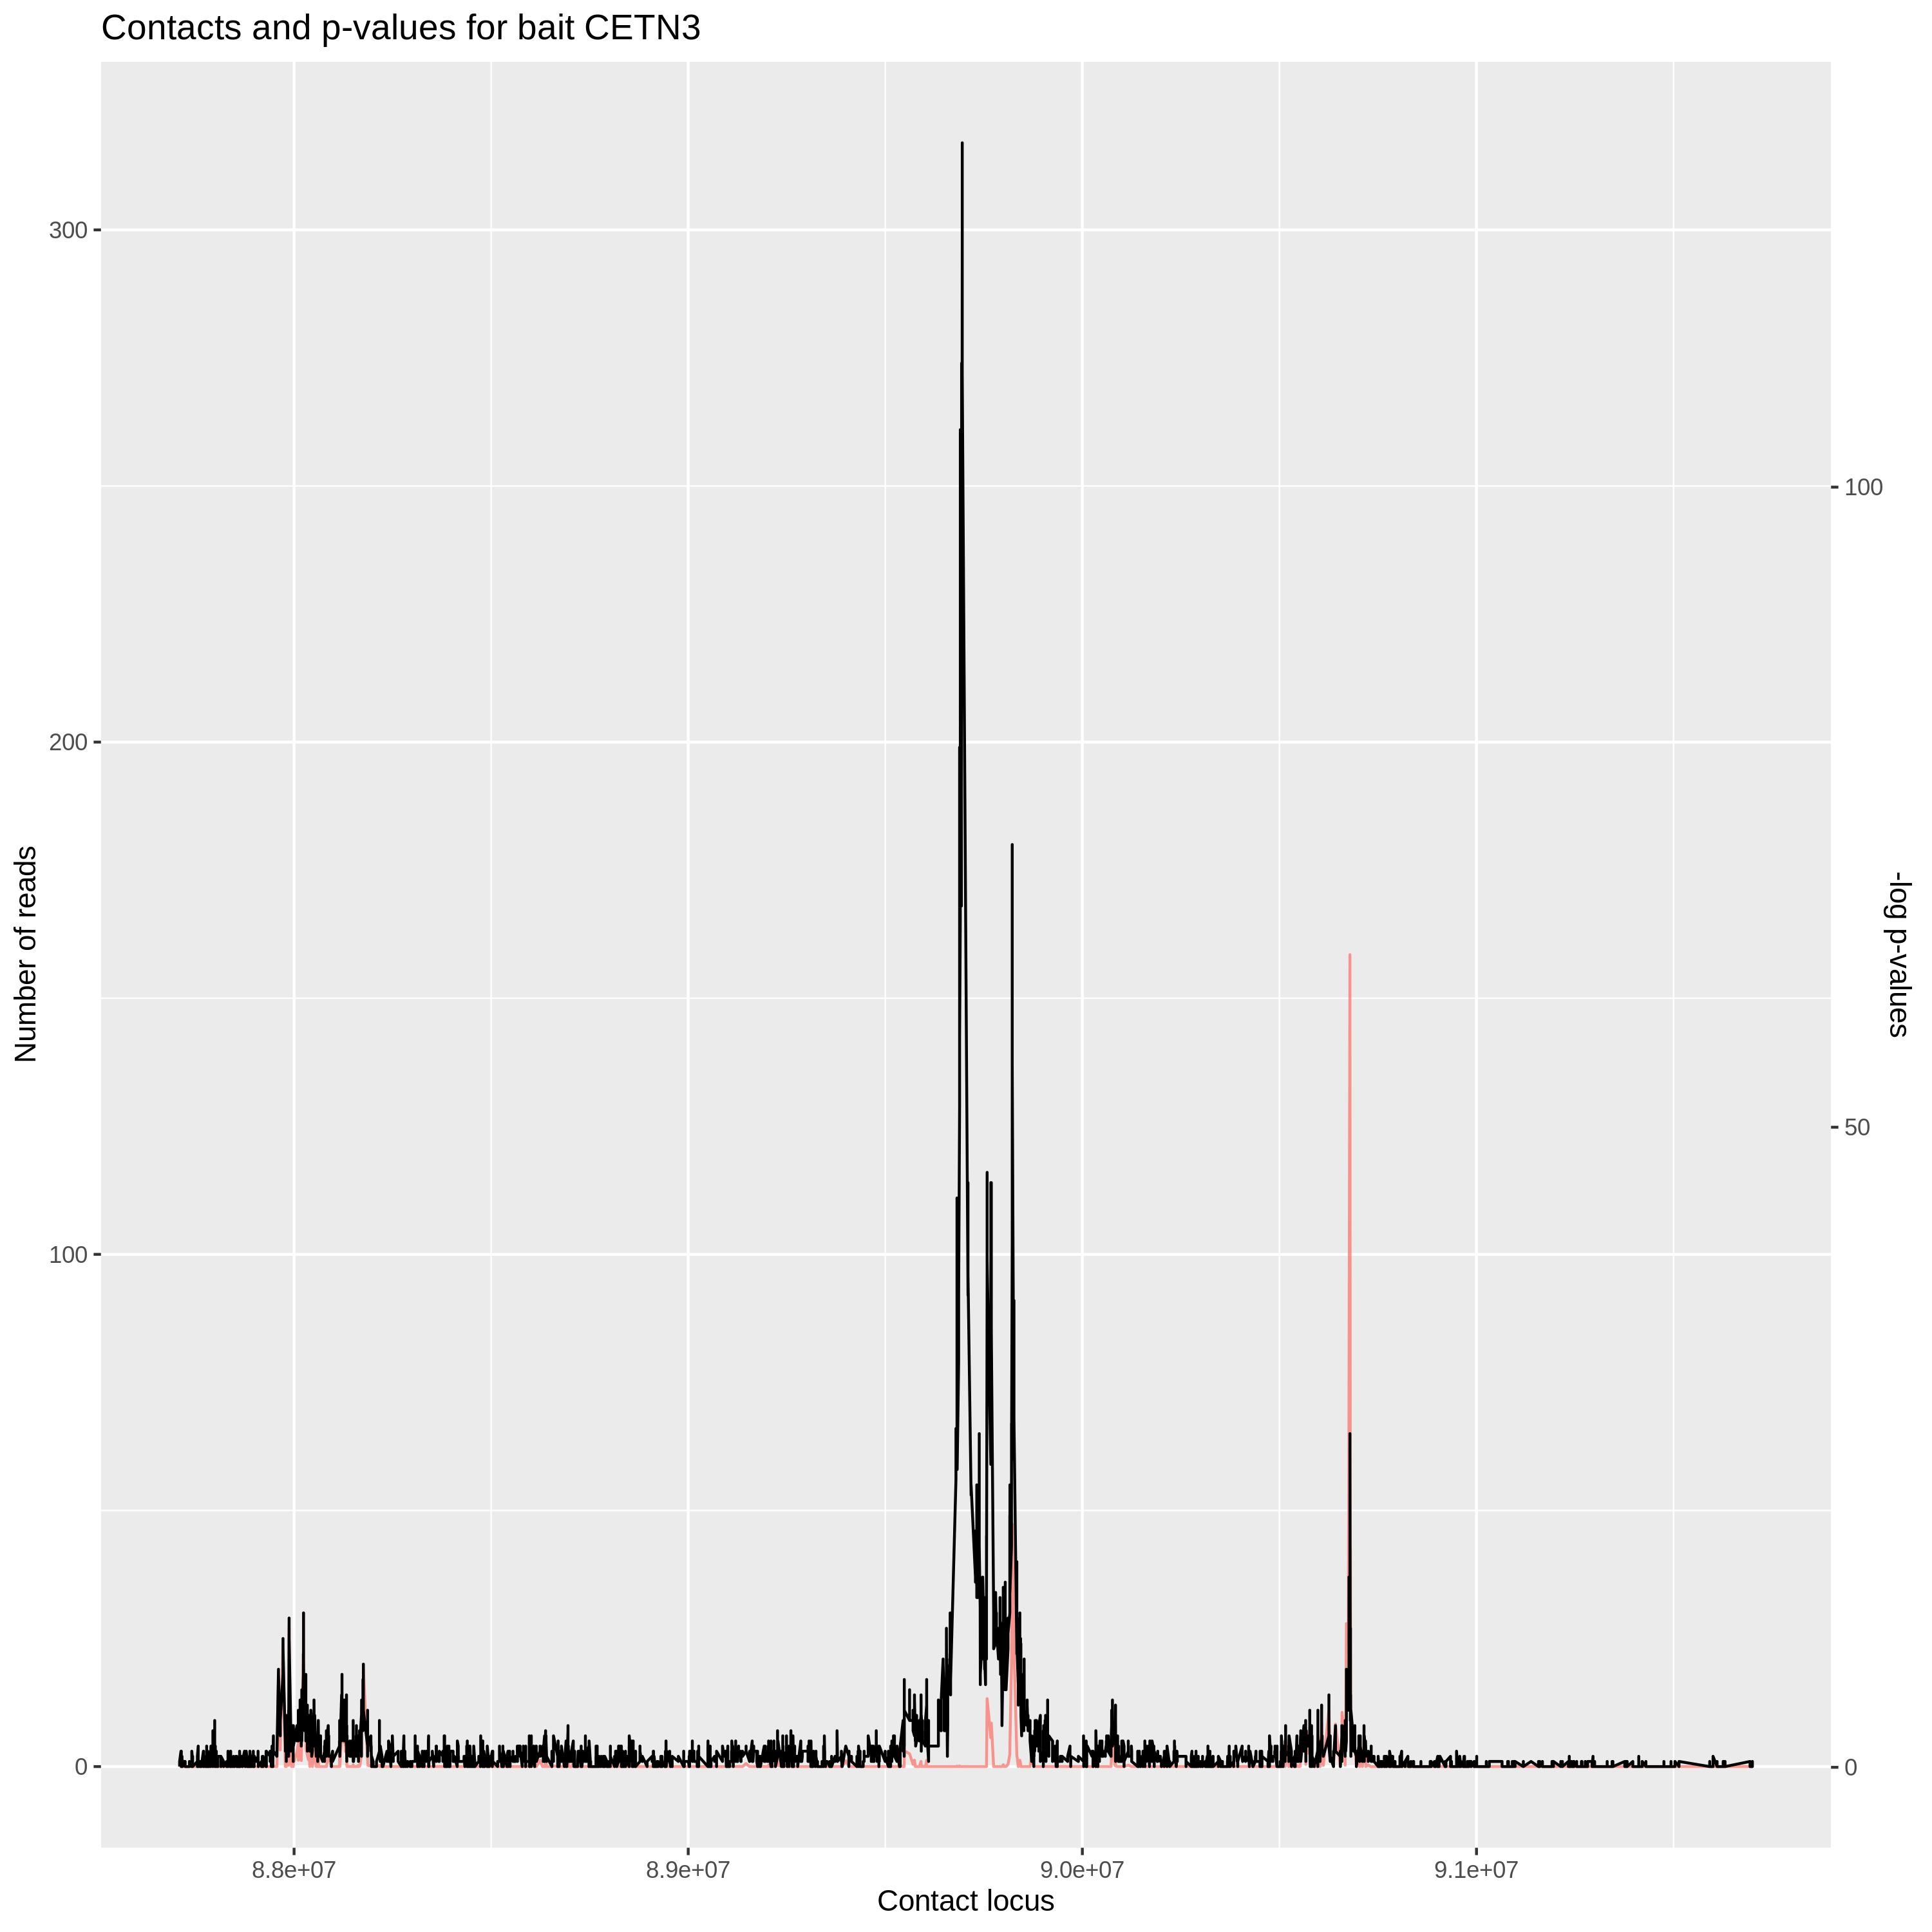 Contacts and p-values for bait CETN3
300
200
100
0
Number of reads
100
50
0
-log p-values
8.8e+07
8.9e+07
9.0e+07
9.1e+07
Contact locus